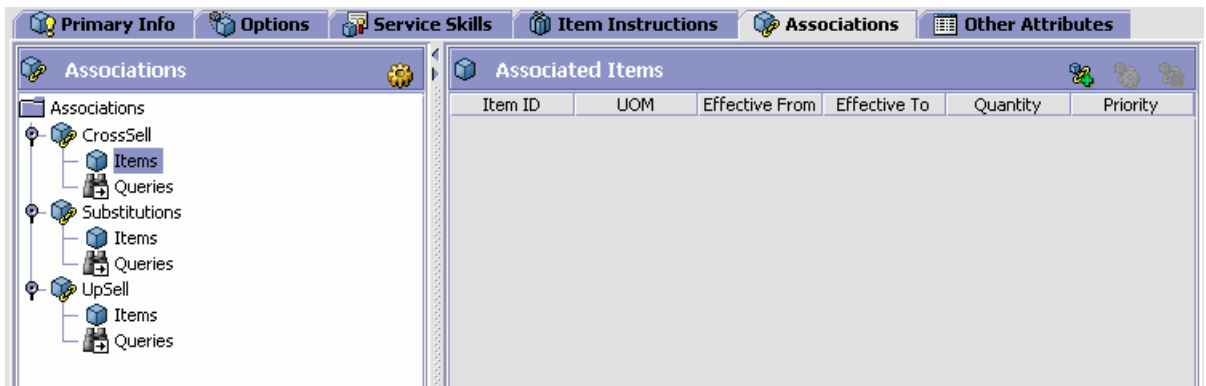 Primary Info Options Service Skills Item Instructions Associations Other Attributes
Associations
Associations
CrossSell
Items
Queries
Substitutions
Items
Queries
UpSell
Items
Queries
Associated Items
Item ID UOM Effective From Effective To Quantity Priority